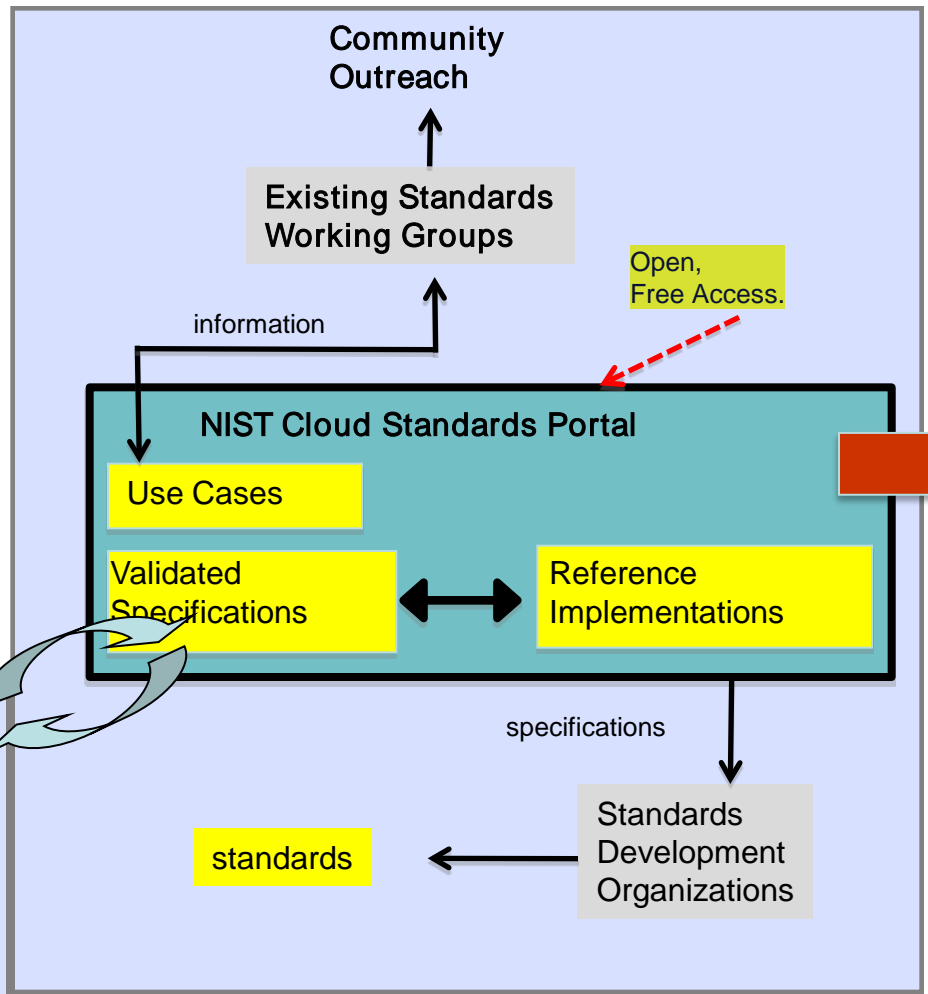 Community
Outreach
Existing Standards
Working Groups
Open,
Free Access.
information
NIST Cloud Standards Portal
Use Cases
Validated
Specifications
Reference
Implementations
specifications
Standards
Development
Organizations
standards